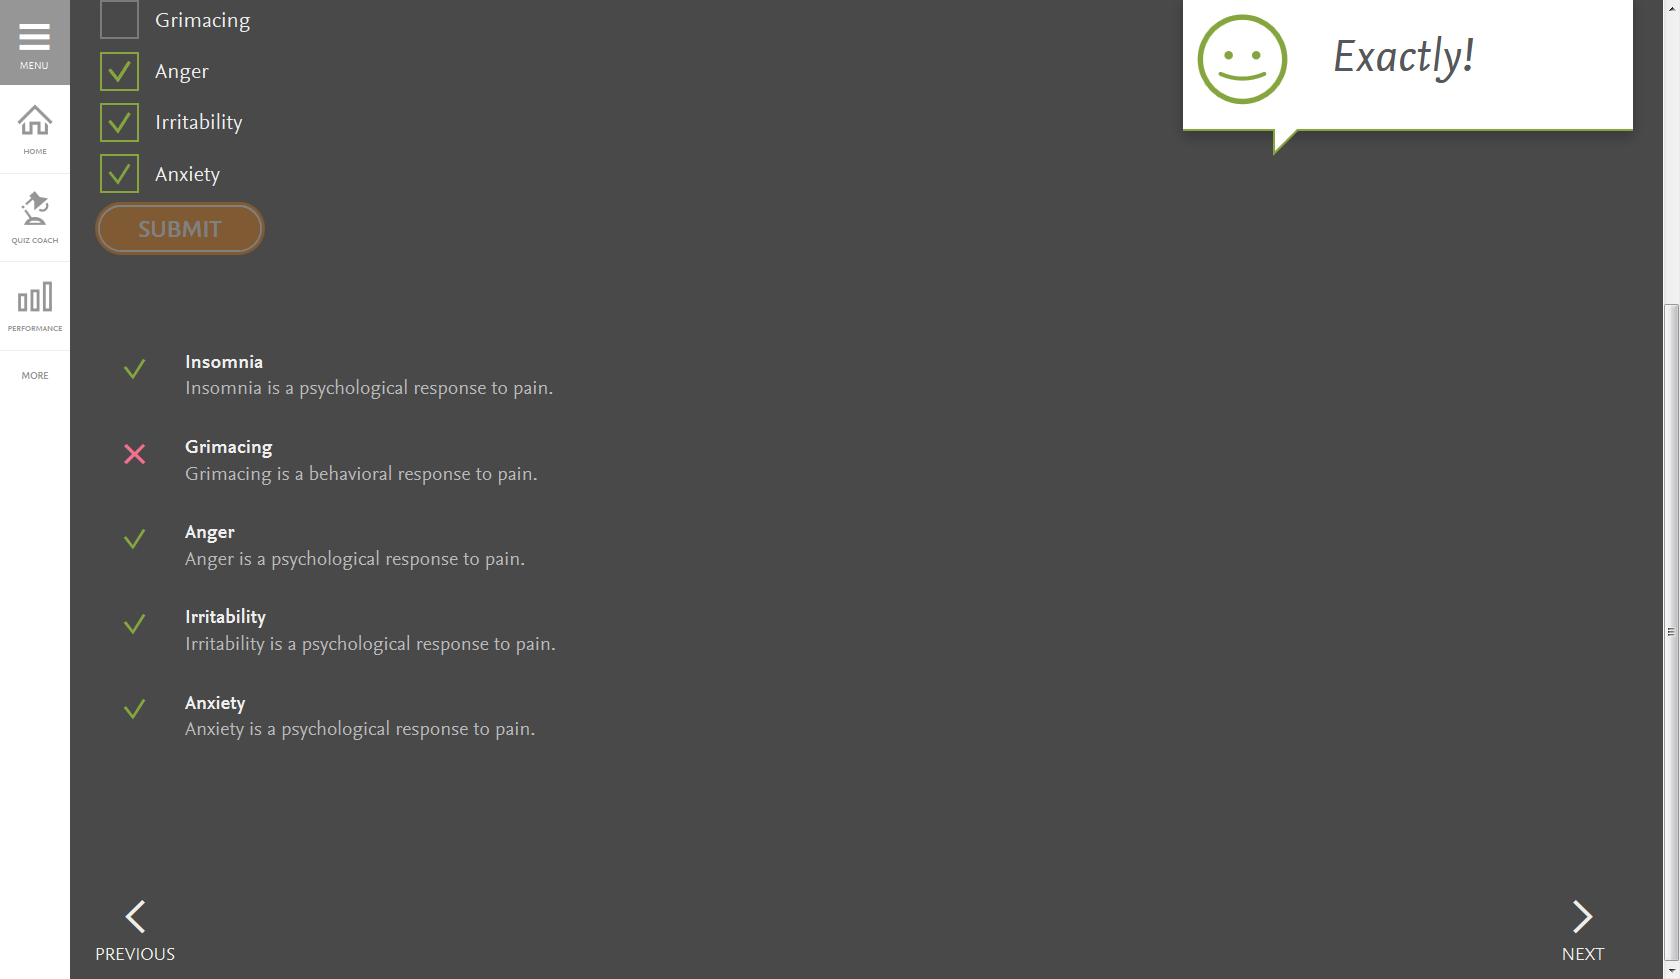 MENU
HOME
QUIZ COACH
PERFORMANCE
MORE
Grimacing
Anger
Irritability
Anxiety
SUBMIT
Exactly!
Insomnia
Insomnia is a psychological response to pain.
Grimacing
Grimacing is a behavioral response to pain.
Anger
Anger is a psychological response to pain.
Irritability
Irritability is a psychological response to pain.
Anxiety
Anxiety is a psychological response to pain.
PREVIOUS
NEXT